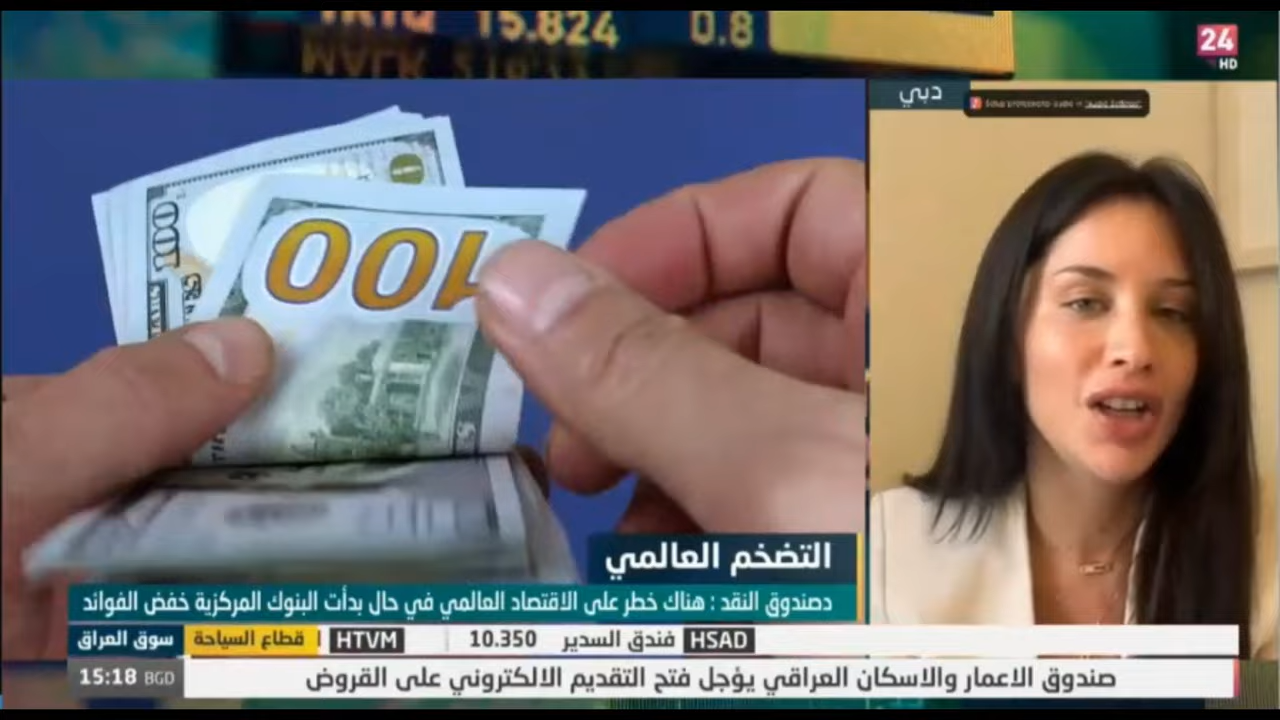 15.824 0.8
24
HD
دبي
100
100
التضخم العالمي
دصندوق النقد : هناك خطر على الاقتصاد العالمي في حال بدأت البنوك المركزية خفض الفوائد
سوق العراق قطاع السياحة HTVM 10.350 فندق السدير HSAD
15:18 BGD
صندوق الاعمار والاسكان العراقي يؤجل فتح التقديم الالكتروني على القروض